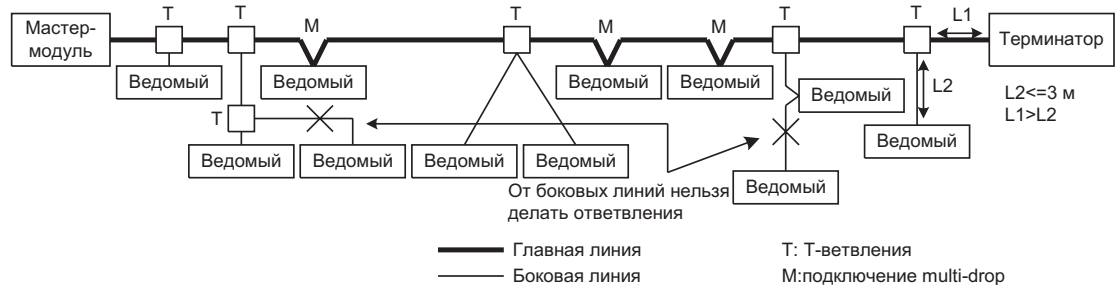 Мастер-
модуль
T
T
M
T
M
M
T
T
L1
Терминатор
Ведомый
Ведомый
Ведомый
Ведомый
Ведомый
L2
L2<=3 м
L1>L2
T
Ведомый
Ведомый
Ведомый
Ведомый
Ведомый
Ведомый
От боковых линий нельзя
делать ответвления
Главная линия
T: T-ветвления
Боковая линия
M:подключение multi-drop